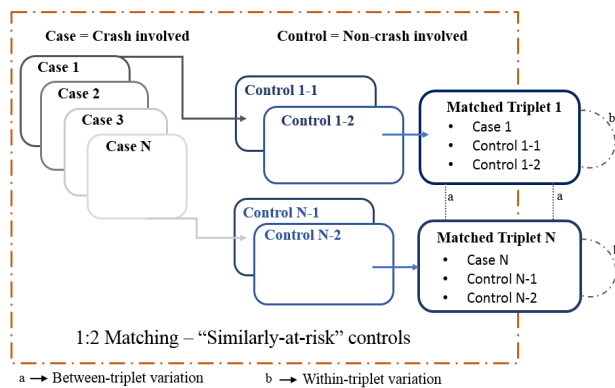 Case = Crash involved
Control = Non-crash involved
Case 1
Case 2
Case 3
Case N
Control 1-1
Control 1-2
Matched Triplet 1
• Case 1
• Control 1-1
• Control 1-2
b
a
a
Control N-1
Control N-2
Matched Triplet N
• Case N
• Control N-1
• Control N-2
1:2 Matching – “Similarly-at-risk” controls
a → Between-triplet variation
b → Within-triplet variation